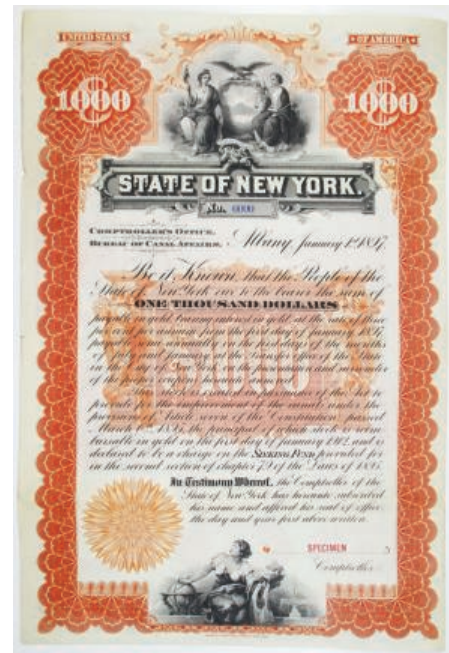 UNITED STATES
OF AMERICA
1000
1000
STATE OF NEW YORK.
No.
COMPTROLLER'S OFFICE,
BUREAU OF CANAL AFFAIRS,
Albany, January 1st 1897.
Be it Known, that the People of the
State of New York owe to the bearer the sum of
ONE THOUSAND DOLLARS
payable in gold, bearing interest in gold, at the rate of three
per cent per annum from the first day of January 1897,
payable semi-annually on the first days of the months
of July and January at the transfer office of the State
in the city of New York on the presentation and surrender
of the proper coupons hereunto annexed.
This stock is issued in pursuance of the Act to
provide for the improvement of the canals under the
provisions of Article seven of the Constitution, passed
March 1895, the principal of which stock is reim-
bursable in gold on the first day of January 1912 and is
declared to be a charge on the SINKING FUND provided for
in the second section of chapter 79 of the Laws of 1895.
In Testimony Whereof, the Comptroller of the
State of New York has hereunto subscribed
his name and affixed his seal of office
the day and year first above written.
SPECIMEN
Comptroller